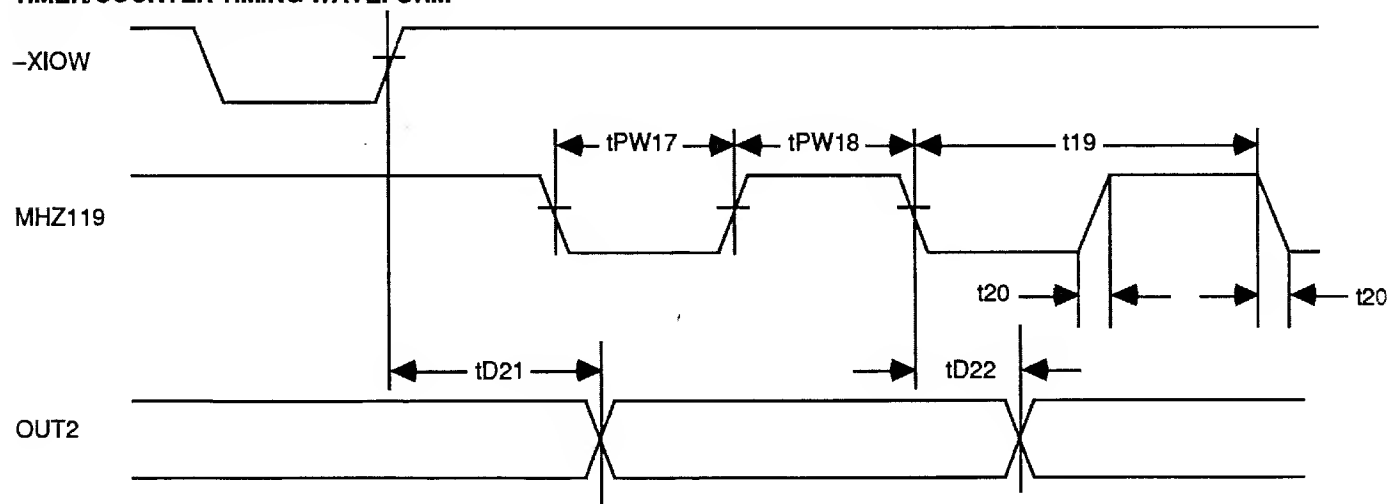 TIMER/COUNTER TIMING WAVEFORM
–XIOW
tPW17
tPW18
t19
MHZ119
t20
t20
tD21
tD22
OUT2